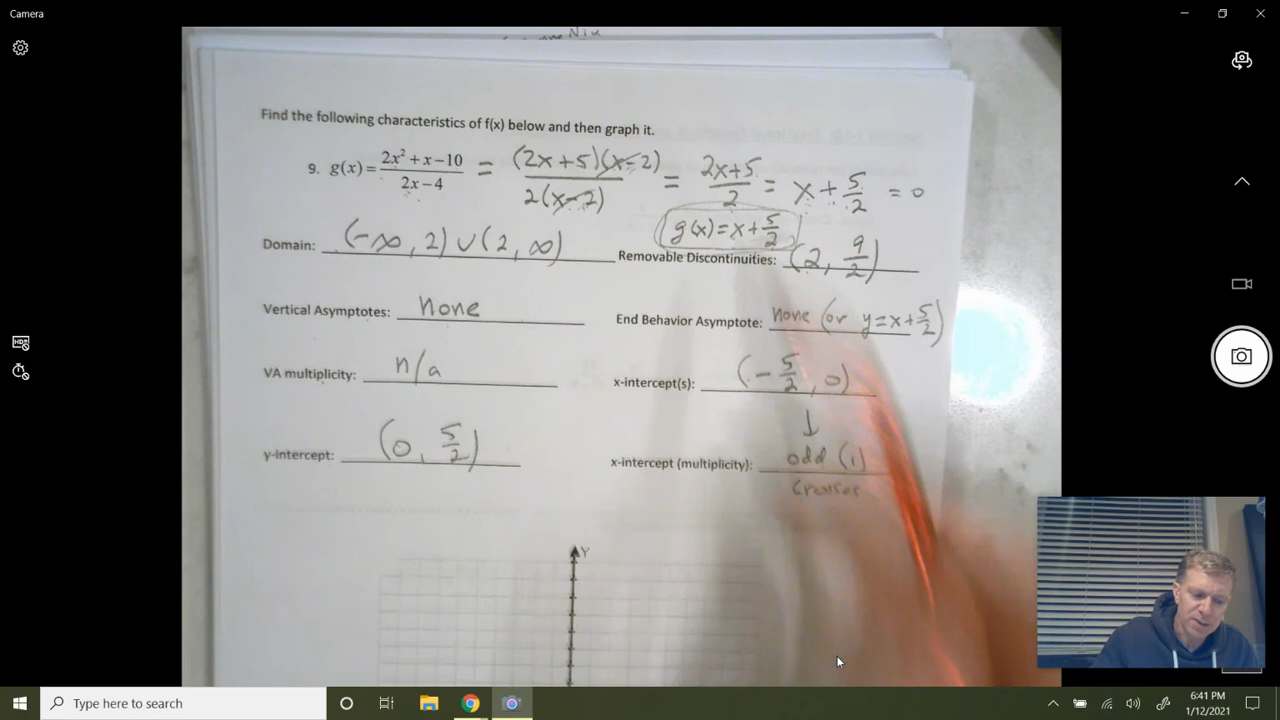 Camera
Find the following characteristics of f(x) below and then graph it.
9. g(x) = 2x² + x − 10 / 2x − 4 = (2x+5)(x−2) / 2(x−2) = 2x+5 / 2 = x + 5/2 = 0
g(x) = x + 5/2
Domain: (-∞, 2) ∪ (2, ∞)
Removable Discontinuities: (2, 9/2)
Vertical Asymptotes: none
End Behavior Asymptote: none (or y = x + 5/2)
VA multiplicity: n/a
x-intercept(s): (-5/2, 0)
↓
y-intercept: (0, 5/2)
x-intercept (multiplicity): odd (1)
Crosses
Y
Type here to search
6:41 PM
1/12/2021